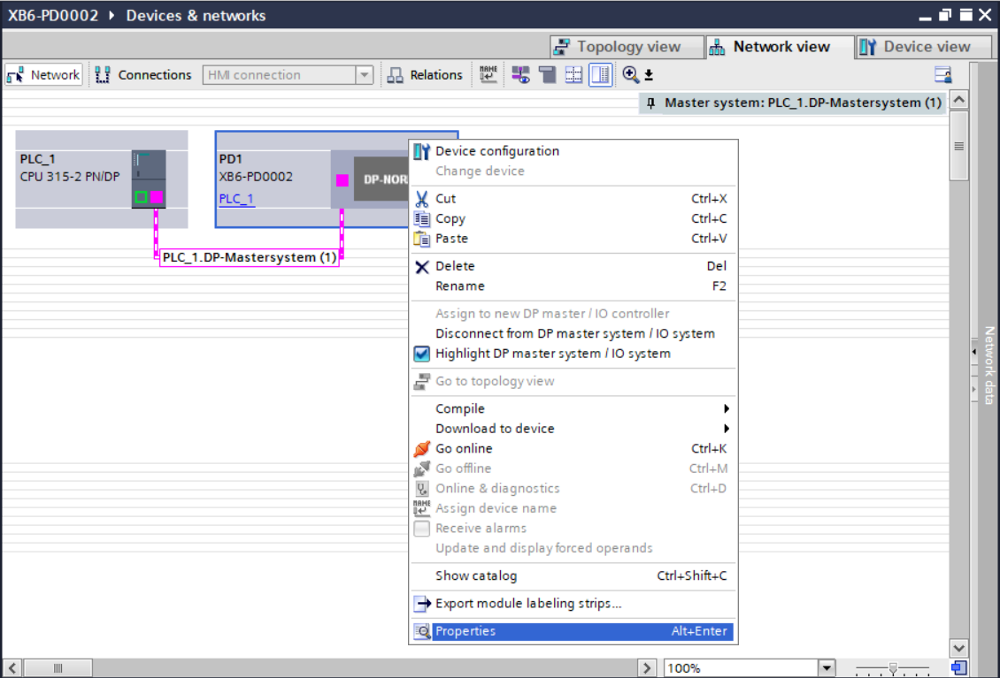 XB6-PD0002 ▸ Devices & networks
Topology view
Network view
Device view
Network
Connections
HMI connection
Relations
NAME
Master system: PLC_1.DP-Mastersystem (1)
PLC_1
CPU 315-2 PN/DP
PD1
XB6-PD0002
PLC_1
DP-NOR
PLC_1.DP-Mastersystem (1)
Device configuration
Change device
Cut Ctrl+X
Copy Ctrl+C
Paste Ctrl+V
Delete Del
Rename F2
Assign to new DP master / IO controller
Disconnect from DP master system / IO system
Highlight DP master system / IO system
Go to topology view
Compile
Download to device
Go online Ctrl+K
Go offline Ctrl+M
Online & diagnostics Ctrl+D
NAME
Assign device name
Receive alarms
Update and display forced operands
Show catalog Ctrl+Shift+C
Export module labeling strips...
Properties Alt+Enter
Network data
100%